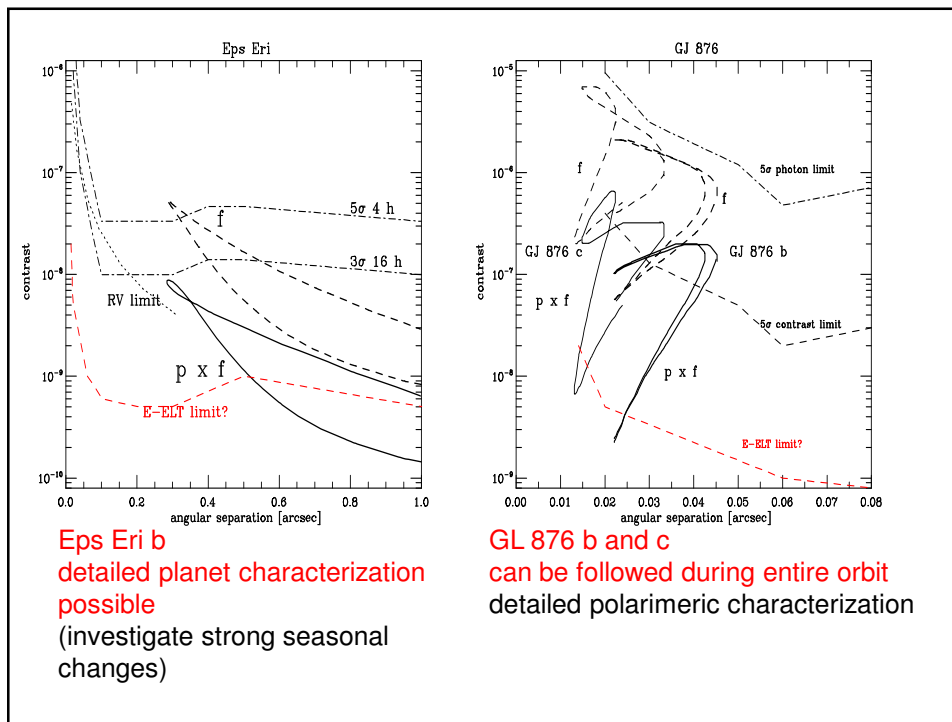 Eps Eri
10⁻⁶
10⁻⁷
10⁻⁸
10⁻⁹
10⁻¹⁰
contrast
f
5σ 4 h
3σ 16 h
RV limit
p x f
E-ELT limit?
0.0 0.2 0.4 0.6 0.8 1.0
angular separation [arcsec]
GJ 876
10⁻⁵
10⁻⁶
10⁻⁷
10⁻⁸
10⁻⁹
contrast
5σ photon limit
f
f
GJ 876 c
GJ 876 b
p x f
5σ contrast limit
p x f
E-ELT limit?
0.00 0.01 0.02 0.03 0.04 0.05 0.06 0.07 0.08
angular separation [arcsec]
Eps Eri b
detailed planet characterization
possible
(investigate strong seasonal
changes)
GL 876 b and c
can be followed during entire orbit
detailed polarimeric characterization